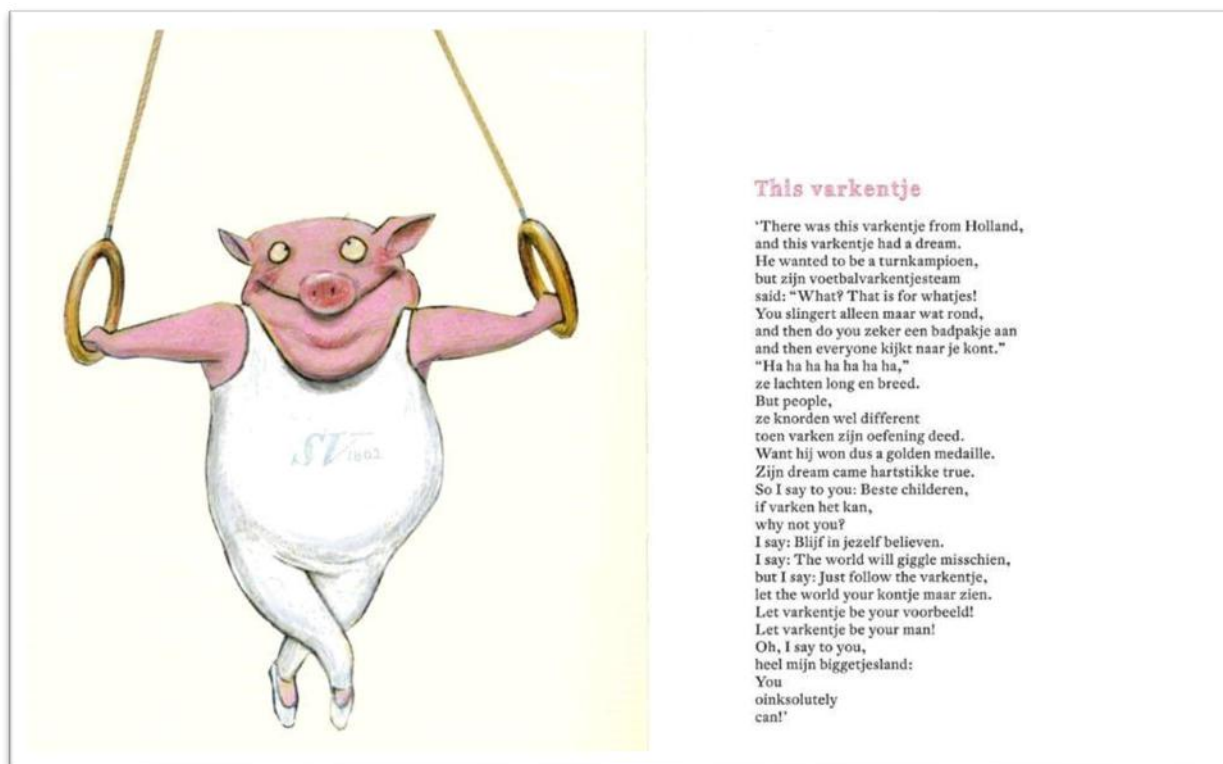 SV 1862
This varkentje
‘There was this varkentje from Holland,
and this varkentje had a dream.
He wanted to be a turnkampioen,
but zijn voetbalvarkentjesteam
said: “What? That is for whatjes!
You slingert alleen maar wat rond,
and then do you zeker een badpakje aan
and then everyone kijkt naar je kont.”
“Ha ha ha ha ha ha ha,”
ze lachten long en breed.
But people,
ze knorden wel different
toen varken zijn oefening deed.
Want hij won dus a golden medaille.
Zijn dream came hartstikke true.
So I say to you: Beste childeren,
if varken het kan,
why not you?
I say: Blijf in jezelf believen.
I say: The world will giggle misschien,
but I say: Just follow the varkentje,
let the world your kontje maar zien.
Let varkentje be your voorbeeld!
Let varkentje be your man!
Oh, I say to you,
heel mijn biggetjesland:
You
oinksolutely
can!’